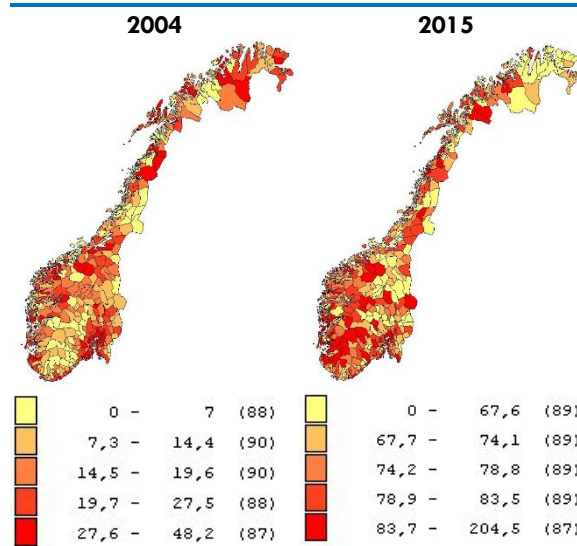 2004 2015
0 - 7 (88)
7,3 - 14,4 (90)
14,5 - 19,6 (90)
19,7 - 27,5 (88)
27,6 - 48,2 (87)
0 - 67,6 (89)
67,7 - 74,1 (89)
74,2 - 78,8 (89)
78,9 - 83,5 (89)
83,7 - 204,5 (87)